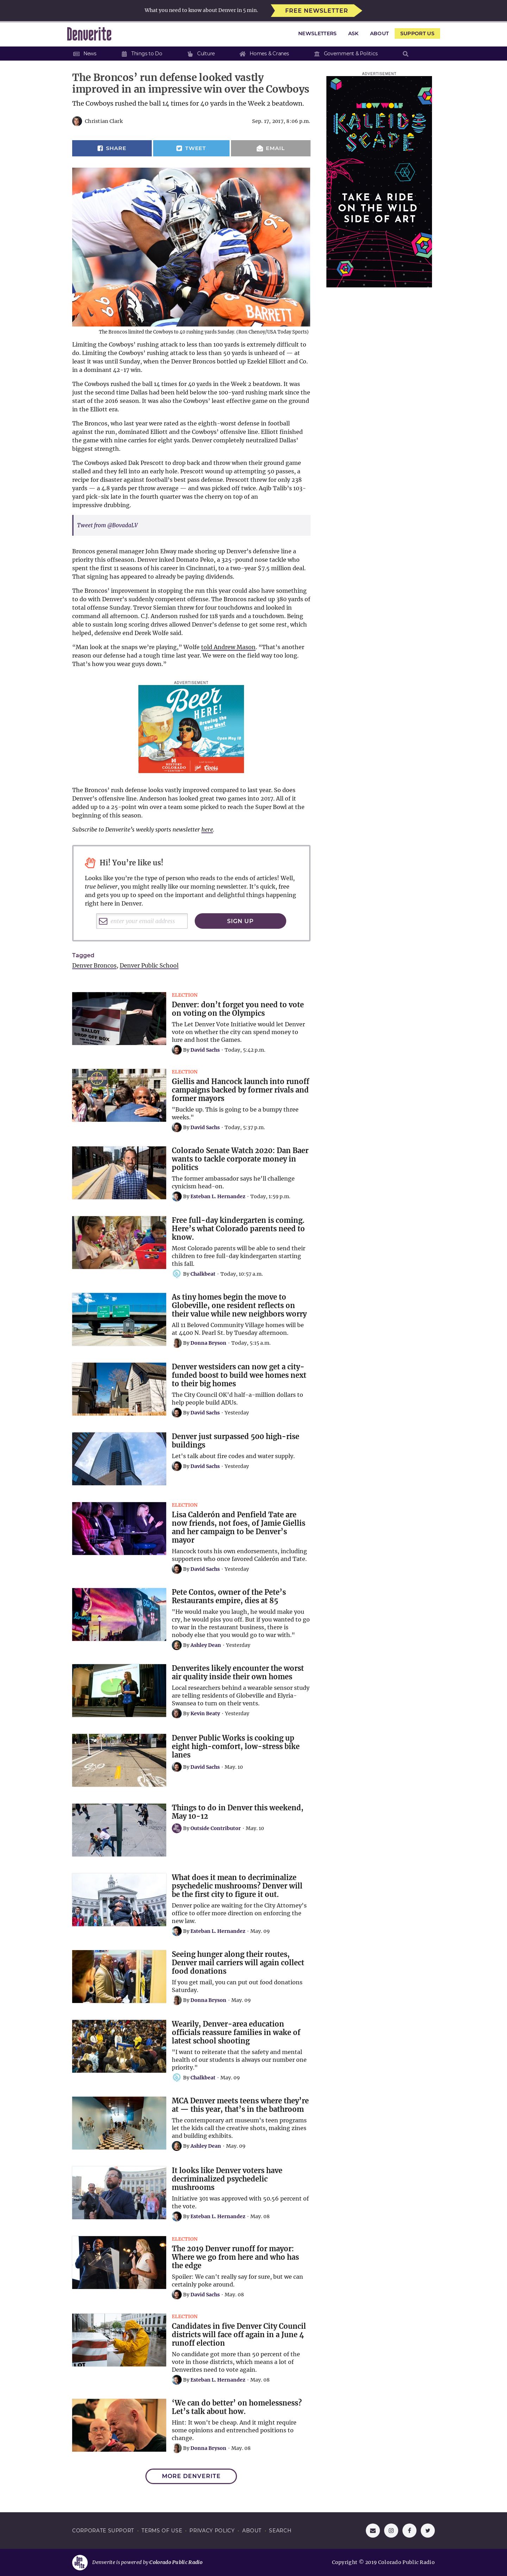 What you need to know about Denver in 5 min.
FREE NEWSLETTER
Denverite
NEWSLETTERS
ASK
ABOUT
SUPPORT US
News
Things to Do
Culture
Homes & Cranes
Government & Politics
The Broncos' run defense looked vastly
improved in an impressive win over the Cowboys
The Cowboys rushed the ball 14 times for 40 yards in the Week 2 beatdown.
Christian Clark
Sep. 17, 2017, 8:06 p.m.
SHARE
TWEET
EMAIL
BARRETT
The Broncos limited the Cowboys to 40 rushing yards Sunday. (Ron Chenoy/USA Today Sports)
Limiting the Cowboys' rushing attack to less than 100 yards is extremely difficult to
do. Limiting the Cowboys' rushing attack to less than 50 yards is unheard of — at
least it was until Sunday, when the Denver Broncos bottled up Ezekiel Elliott and Co.
in a dominant 42-17 win.
The Cowboys rushed the ball 14 times for 40 yards in the Week 2 beatdown. It was
just the second time Dallas had been held below the 100-yard rushing mark since the
start of the 2016 season. It was also the Cowboys' least effective game on the ground
in the Elliott era.
The Broncos, who last year were rated as the eighth-worst defense in football
against the run, dominated Elliott and the Cowboys' offensive line. Elliott finished
the game with nine carries for eight yards. Denver completely neutralized Dallas'
biggest strength.
The Cowboys asked Dak Prescott to drop back and throw when their ground game
stalled and they fell into an early hole. Prescott wound up attempting 50 passes, a
recipe for disaster against football's best pass defense. Prescott threw for only 238
yards — a 4.8 yards per throw average — and was picked off twice. Aqib Talib's 103-
yard pick-six late in the fourth quarter was the cherry on top of an
impressive drubbing.
Tweet from @BovadaLV
Broncos general manager John Elway made shoring up Denver's defensive line a
priority this offseason. Denver inked Domato Peko, a 325-pound nose tackle who
spent the first 11 seasons of his career in Cincinnati, to a two-year $7.5 million deal.
That signing has appeared to already be paying dividends.
The Broncos' improvement in stopping the run this year could also have something
to do with Denver's suddenly competent offense. The Broncos racked up 380 yards of
total offense Sunday. Trevor Siemian threw for four touchdowns and looked in
command all afternoon. C.J. Anderson rushed for 118 yards and a touchdown. Being
able to sustain long scoring drives allowed Denver's defense to get some rest, which
helped, defensive end Derek Wolfe said.
"Man look at the snaps we're playing," Wolfe told Andrew Mason. "That's another
reason our defense had a tough time last year. We were on the field way too long.
That's how you wear guys down."
ADVERTISEMENT
BEER
HERE!
The Broncos' rush defense looks vastly improved compared to last year. So does
Denver's offensive line. Anderson has looked great two games into 2017. All of it
added up to a 25-point win over a team some picked to reach the Super Bowl at the
beginning of this season.
Subscribe to Denverite's weekly sports newsletter here.
Hi! You're like us!
Looks like you're the type of person who reads to the ends of articles! Well,
true believer, you might really like our morning newsletter. It's quick, free
and gets you up to speed on the important and delightful things happening
right here in Denver.
enter your email address
SIGN UP
Tagged
Denver Broncos, Denver Public School
ELECTION
Denver: don't forget you need to vote
on voting on the Olympics
The Let Denver Vote Initiative would let Denver
vote on whether the city can spend money to
lure and host the Games.
By David Sachs - Today, 5:42 p.m.
ELECTION
Giellis and Hancock launch into runoff
campaigns backed by former rivals and
former mayors
"Buckle up. This is going to be a bumpy three
weeks."
By David Sachs - Today, 5:37 p.m.
Colorado Senate Watch 2020: Dan Baer
wants to tackle corporate money in
politics
The former ambassador says he'll challenge
cynicism head-on.
By Esteban L. Hernandez - Today, 1:59 p.m.
Free full-day kindergarten is coming.
Here's what Colorado parents need to
know.
Most Colorado parents will be able to send their
children to free full-day kindergarten starting
this fall.
By Chalkbeat - Today, 10:57 a.m.
As tiny homes begin the move to
Globeville, one resident reflects on
their value while new neighbors worry
All 11 Beloved Community Village homes will be
at 4400 N. Pearl St. by Tuesday afternoon.
By Donna Bryson - Today, 5:15 a.m.
Denver westsiders can now get a city-
funded boost to build wee homes next
to their big homes
The City Council OK'd half-a-million dollars to
help people build ADUs.
By David Sachs - Yesterday
Denver just surpassed 500 high-rise
buildings
Let's talk about fire codes and water supply.
By David Sachs - Yesterday
ELECTION
Lisa Calderón and Penfield Tate are
now friends, not foes, of Jamie Giellis
and her campaign to be Denver's
mayor
Hancock touts his own endorsements, including
supporters who once favored Calderón and Tate.
By David Sachs - Yesterday
Pete Contos, owner of the Pete's
Restaurants empire, dies at 85
"He would make you laugh, he would make you
cry, he would piss you off. But if you wanted to go
to war in the restaurant business, there is
nobody else that you would go to war with."
By Ashley Dean - Yesterday
Denverites likely encounter the worst
air quality inside their own homes
Local researchers behind a wearable sensor study
are telling residents of Globeville and Elyria-
Swansea to turn on their vents.
By Kevin Beaty - Yesterday
Denver Public Works is cooking up
eight high-comfort, low-stress bike
lanes
By David Sachs - May. 10
Things to do in Denver this weekend,
May 10-12
By Outside Contributor - May. 10
What does it mean to decriminalize
psychedelic mushrooms? Denver will
be the first city to figure it out.
Denver police are waiting for the City Attorney's
office to offer more direction on enforcing the
new law.
By Esteban L. Hernandez - May. 09
Seeing hunger along their routes,
Denver mail carriers will again collect
food donations
If you get mail, you can put out food donations
Saturday.
By Donna Bryson - May. 09
Wearily, Denver-area education
officials reassure families in wake of
latest school shooting
"I want to reiterate that the safety and mental
health of our students is always our number one
priority."
By Chalkbeat - May. 09
MCA Denver meets teens where they're
at — this year, that's in the bathroom
The contemporary art museum's teen programs
let the kids call the creative shots, making zines
and building exhibits.
By Ashley Dean - May. 09
It looks like Denver voters have
decriminalized psychedelic
mushrooms
Initiative 301 was approved with 50.56 percent of
the vote.
By Esteban L. Hernandez - May. 08
ELECTION
The 2019 Denver runoff for mayor:
Where we go from here and who has
the edge
Spoiler: We can't really say for sure, but we can
certainly poke around.
By David Sachs - May. 08
ELECTION
Candidates in five Denver City Council
districts will face off again in a June 4
runoff election
No candidate got more than 50 percent of the
vote in those districts, which means a lot of
Denverites need to vote again.
By Esteban L. Hernandez - May. 08
'We can do better' on homelessness?
Let's talk about how.
Hint: It won't be cheap. And it might require
some opinions and entrenched positions to
change.
By Donna Bryson - May. 08
MORE DENVERITE
ADVERTISEMENT
MEOW WOLF
KALEIDOSCAPE
TAKE A RIDE
ON THE WILD
SIDE OF ART
CORPORATE SUPPORT - TERMS OF USE - PRIVACY POLICY - ABOUT - SEARCH
Denverite is powered by Colorado Public Radio
Copyright © 2019 Colorado Public Radio